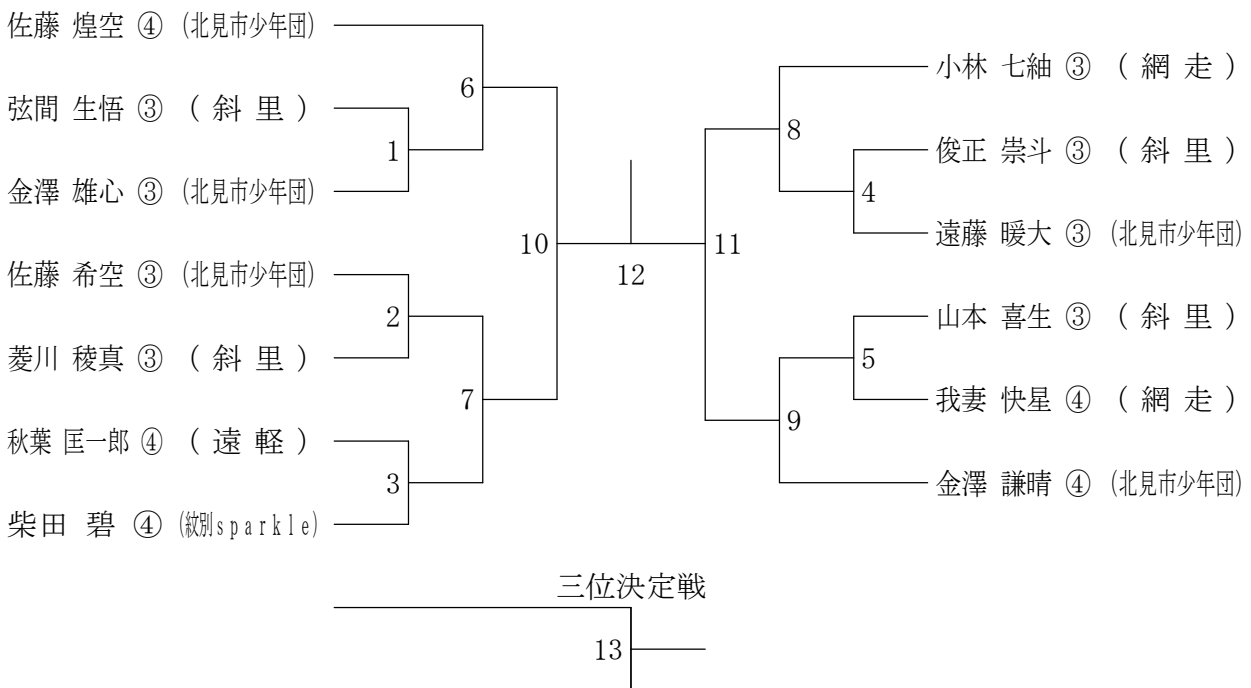 佐藤 煌空 ④ (北見市少年団)
弦間 生悟 ③ ( 斜 里 )
金澤 雄心 ③ (北見市少年団)
佐藤 希空 ③ (北見市少年団)
菱川 稜真 ③ ( 斜 里 )
秋葉 匡一郎 ④ ( 遠 軽 )
柴田 碧 ④ (紋別sparkle)
6
1
2
7
3
10
12
11
8
4
5
9
小林 七紬 ③ ( 網 走 )
俊正 崇斗 ③ ( 斜 里 )
遠藤 暖大 ③ (北見市少年団)
山本 喜生 ③ ( 斜 里 )
我妻 快星 ④ ( 網 走 )
金澤 謙晴 ④ (北見市少年団)
三位決定戦
13